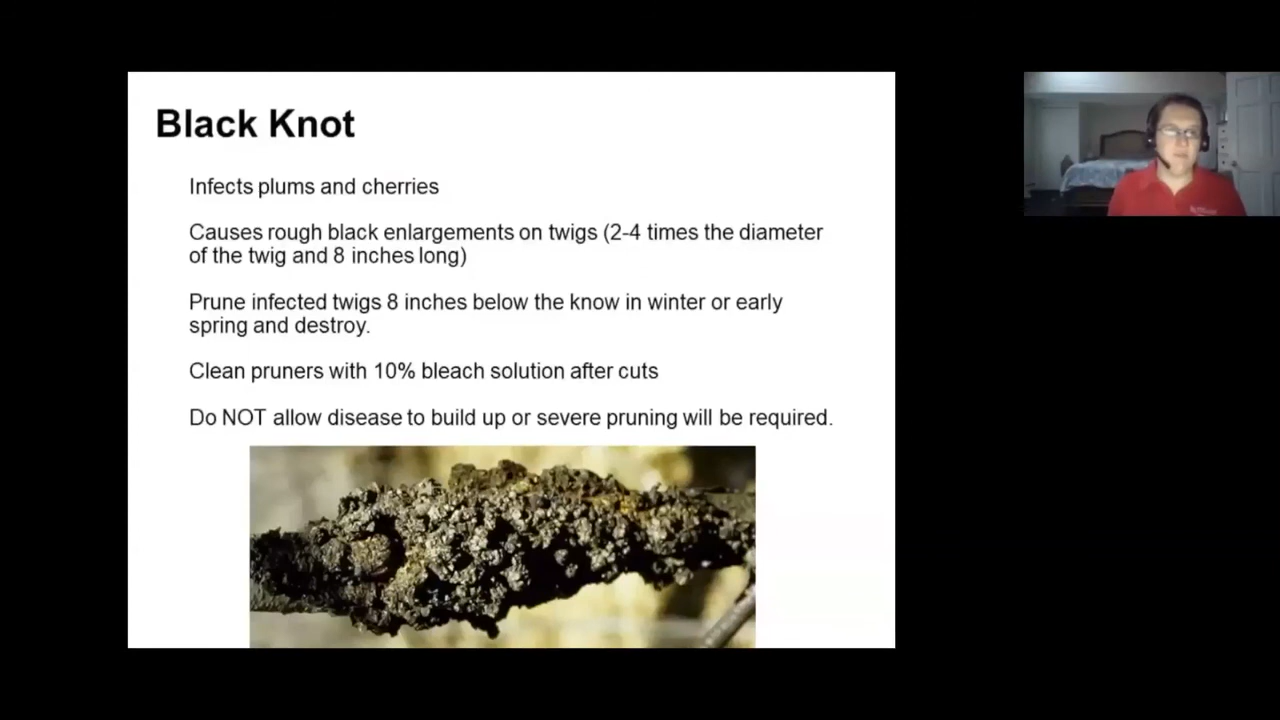 Black Knot
Infects plums and cherries
Causes rough black enlargements on twigs (2-4 times the diameter
of the twig and 8 inches long)
Prune infected twigs 8 inches below the know in winter or early
spring and destroy.
Clean pruners with 10% bleach solution after cuts
Do NOT allow disease to build up or severe pruning will be required.